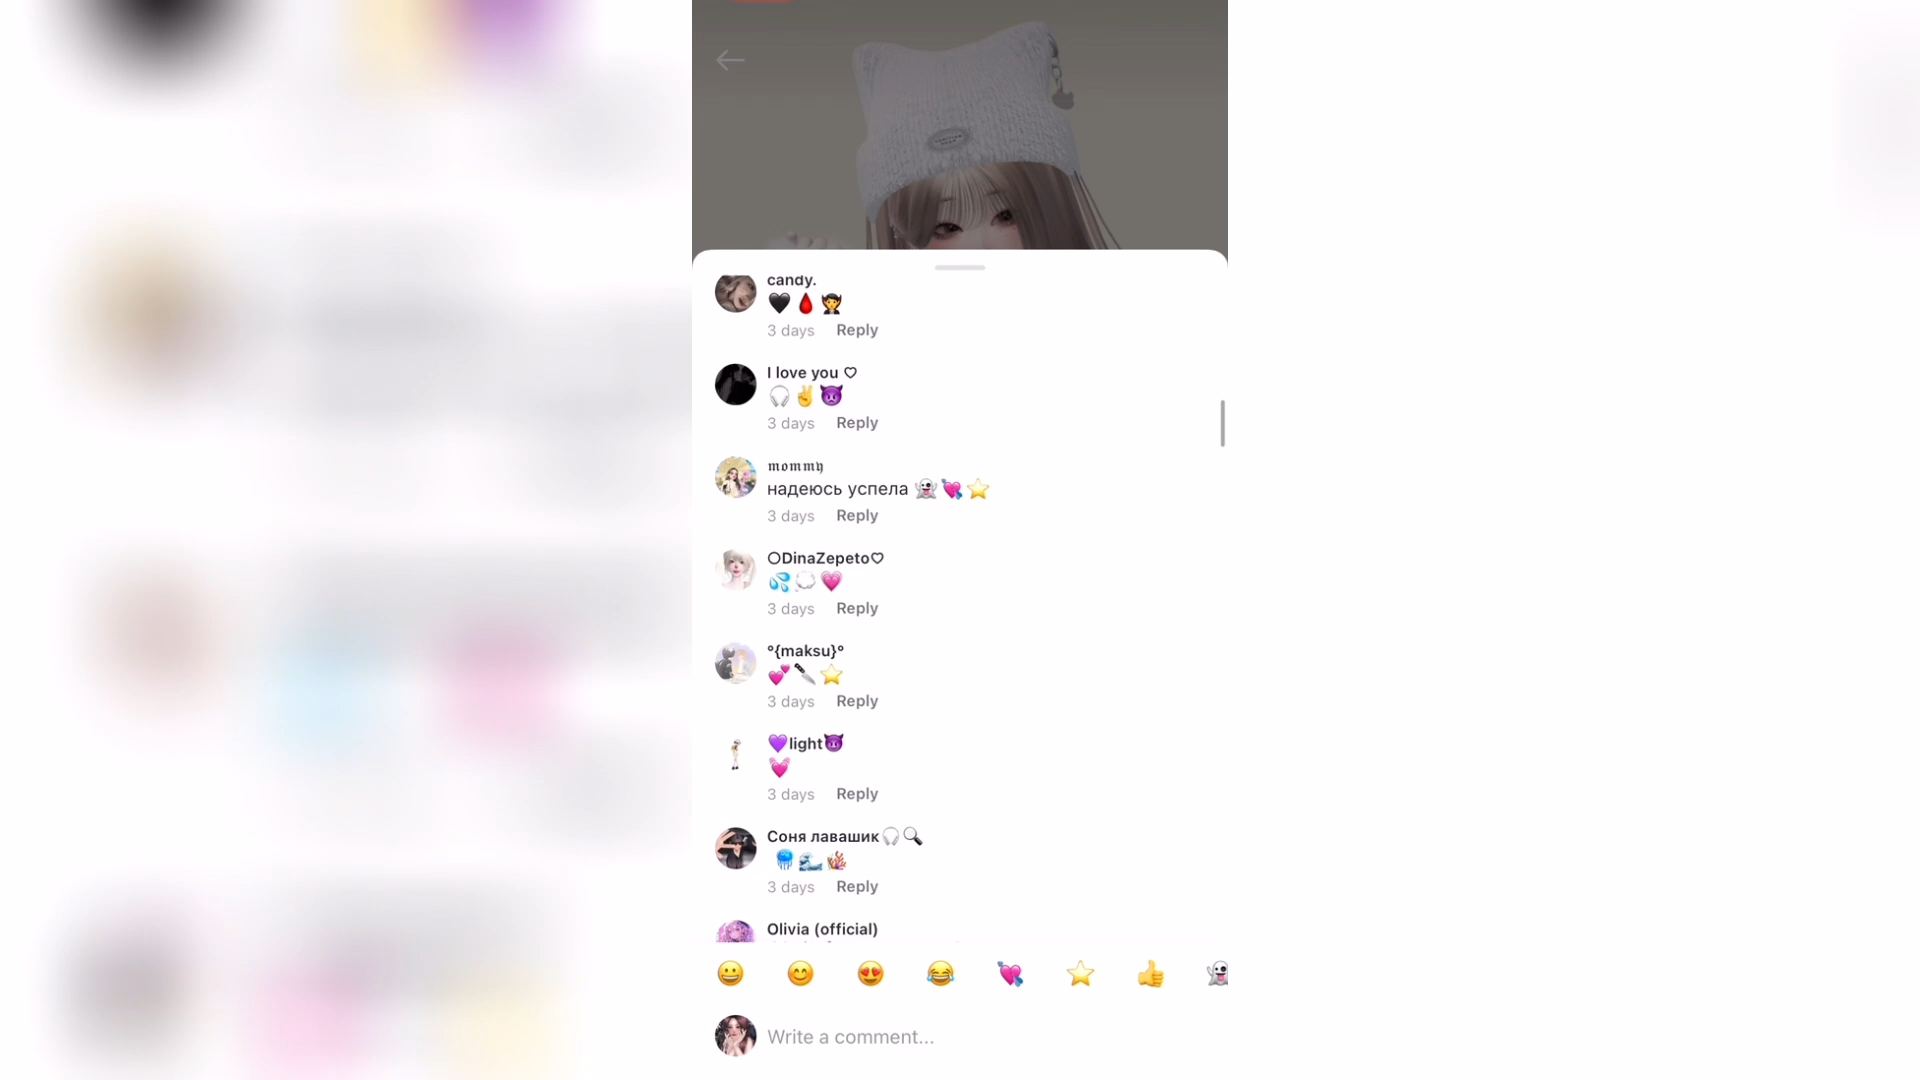 candy.
🖤🩸🧝
3 days Reply
I love you ♡
🎧✌️👿
3 days Reply
𝖒𝖔𝖒𝖒𝖞
надеюсь успела 👻💘⭐
3 days Reply
〇DinaZepeto♡
💦💭💗
3 days Reply
°{maksu}°
💕🔪⭐
3 days Reply
💜light😈
💓
3 days Reply
Соня лавашик🎧🔍
🪼🌊🪸
3 days Reply
Olivia (official)
😀 😊 😍 😂 💘 ⭐ 👍 👻
Write a comment...